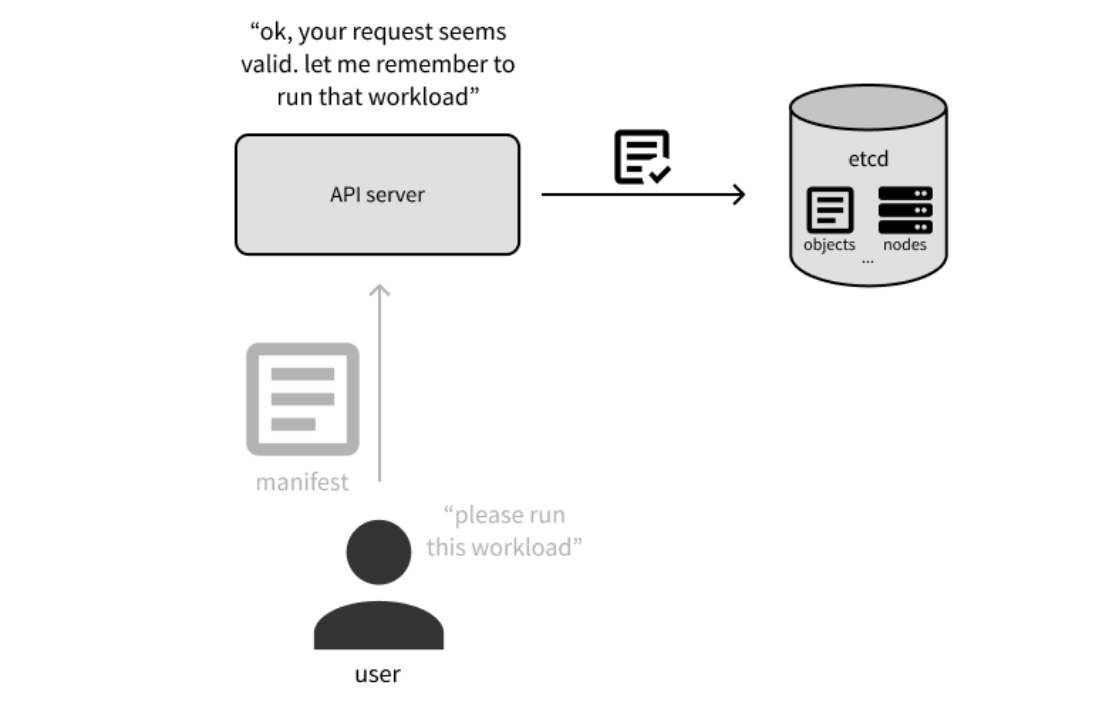 “ok, your request seems
valid. let me remember to
run that workload”
API server
etcd
objects
nodes
...
manifest
“please run
this workload”
user